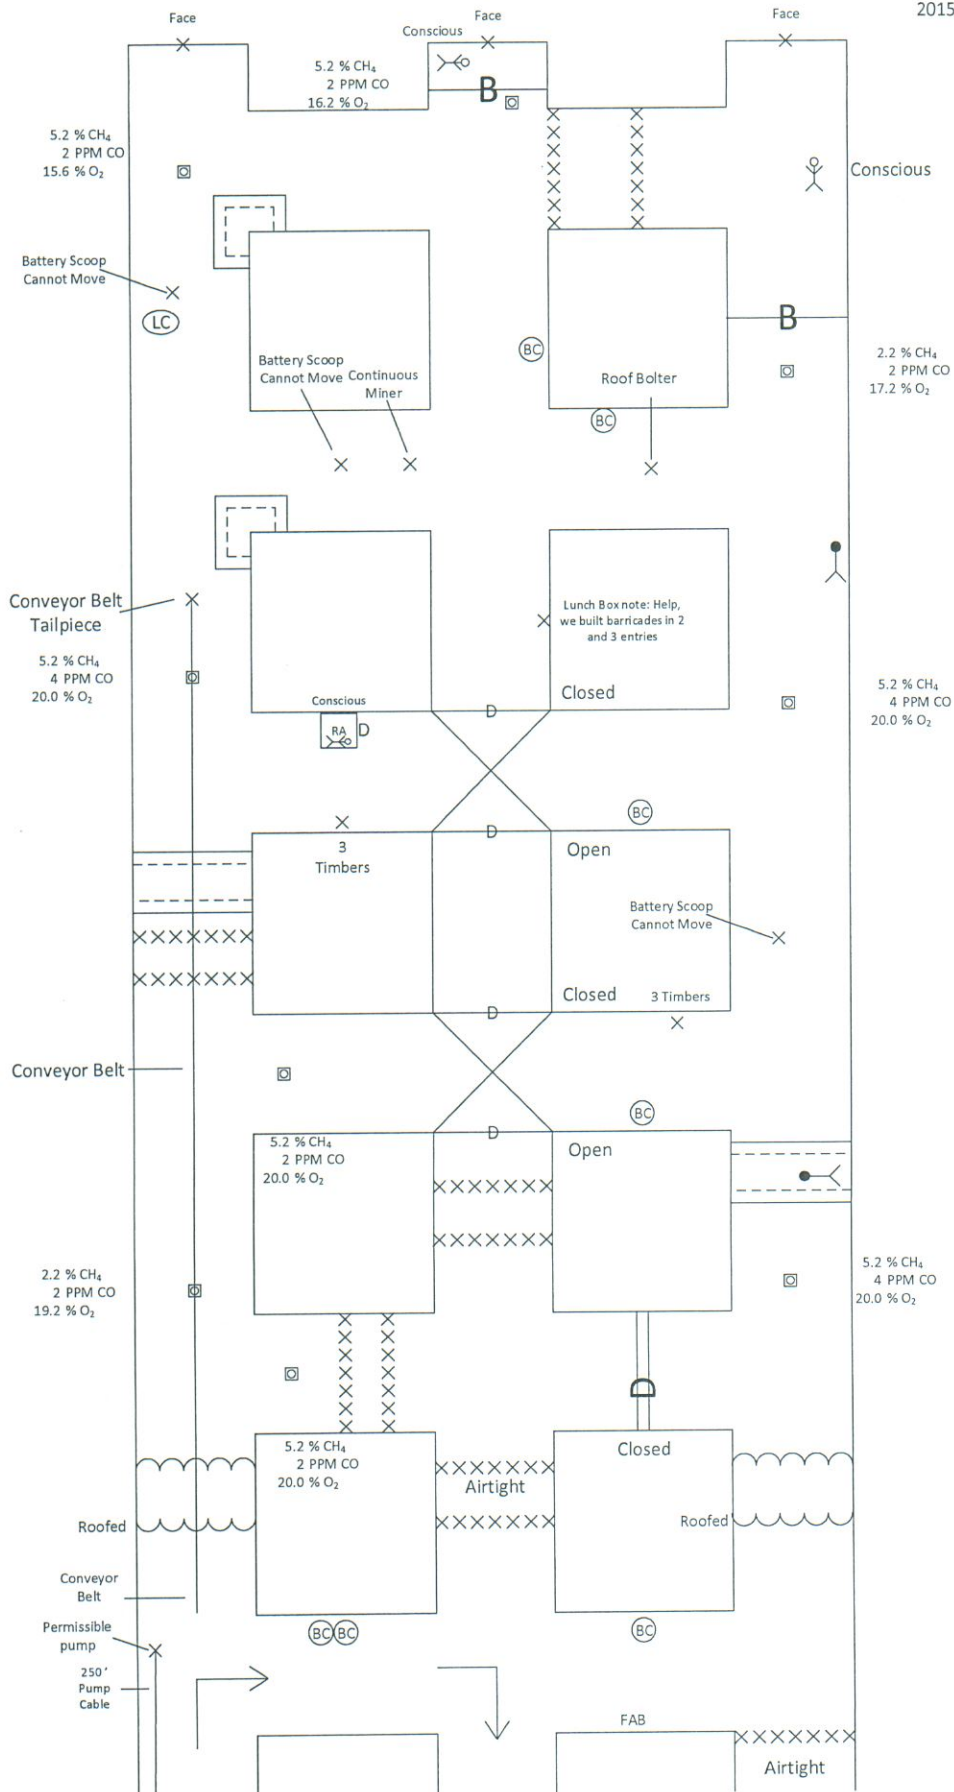 2015
Face
Face
Face
Conscious
5.2 % CH₄
2 PPM CO
16.2 % O₂
B
5.2 % CH₄
2 PPM CO
15.6 % O₂
Conscious
Battery Scoop
Cannot Move
LC
B
BC
2.2 % CH₄
2 PPM CO
17.2 % O₂
Battery Scoop
Cannot Move
Continuous
Miner
Roof Bolter
BC
Conveyor Belt
Tailpiece
Lunch Box note: Help,
we built barricades in 2
and 3 entries
5.2 % CH₄
4 PPM CO
20.0 % O₂
Closed
5.2 % CH₄
4 PPM CO
20.0 % O₂
Conscious
D
RA
D
BC
D
3
Timbers
Open
Battery Scoop
Cannot Move
Closed
3 Timbers
D
Conveyor Belt
BC
D
5.2 % CH₄
2 PPM CO
20.0 % O₂
Open
2.2 % CH₄
2 PPM CO
19.2 % O₂
5.2 % CH₄
4 PPM CO
20.0 % O₂
D
5.2 % CH₄
2 PPM CO
20.0 % O₂
Closed
Airtight
Roofed
Roofed
Conveyor
Belt
BC
BC
BC
Permissible
pump
250'
Pump
Cable
FAB
Airtight